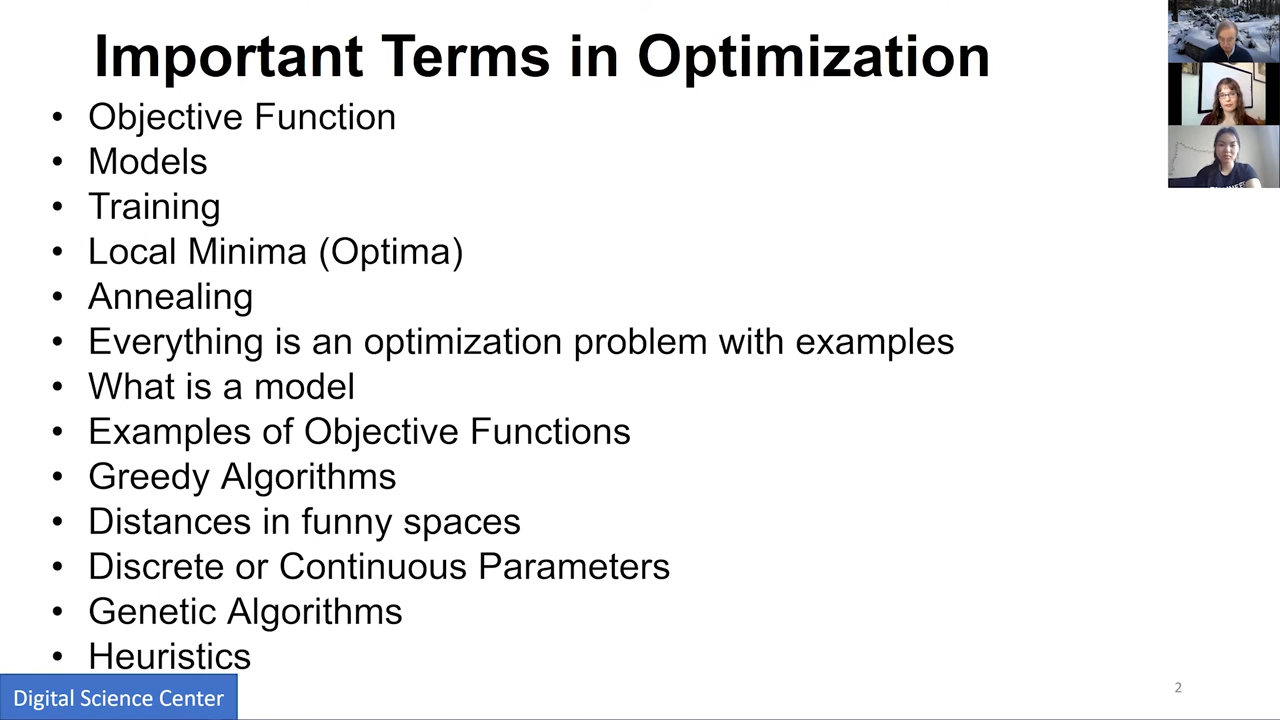 Important Terms in Optimization
• Objective Function
• Models
• Training
• Local Minima (Optima)
• Annealing
• Everything is an optimization problem with examples
• What is a model
• Examples of Objective Functions
• Greedy Algorithms
• Distances in funny spaces
• Discrete or Continuous Parameters
• Genetic Algorithms
• Heuristics
Digital Science Center
2